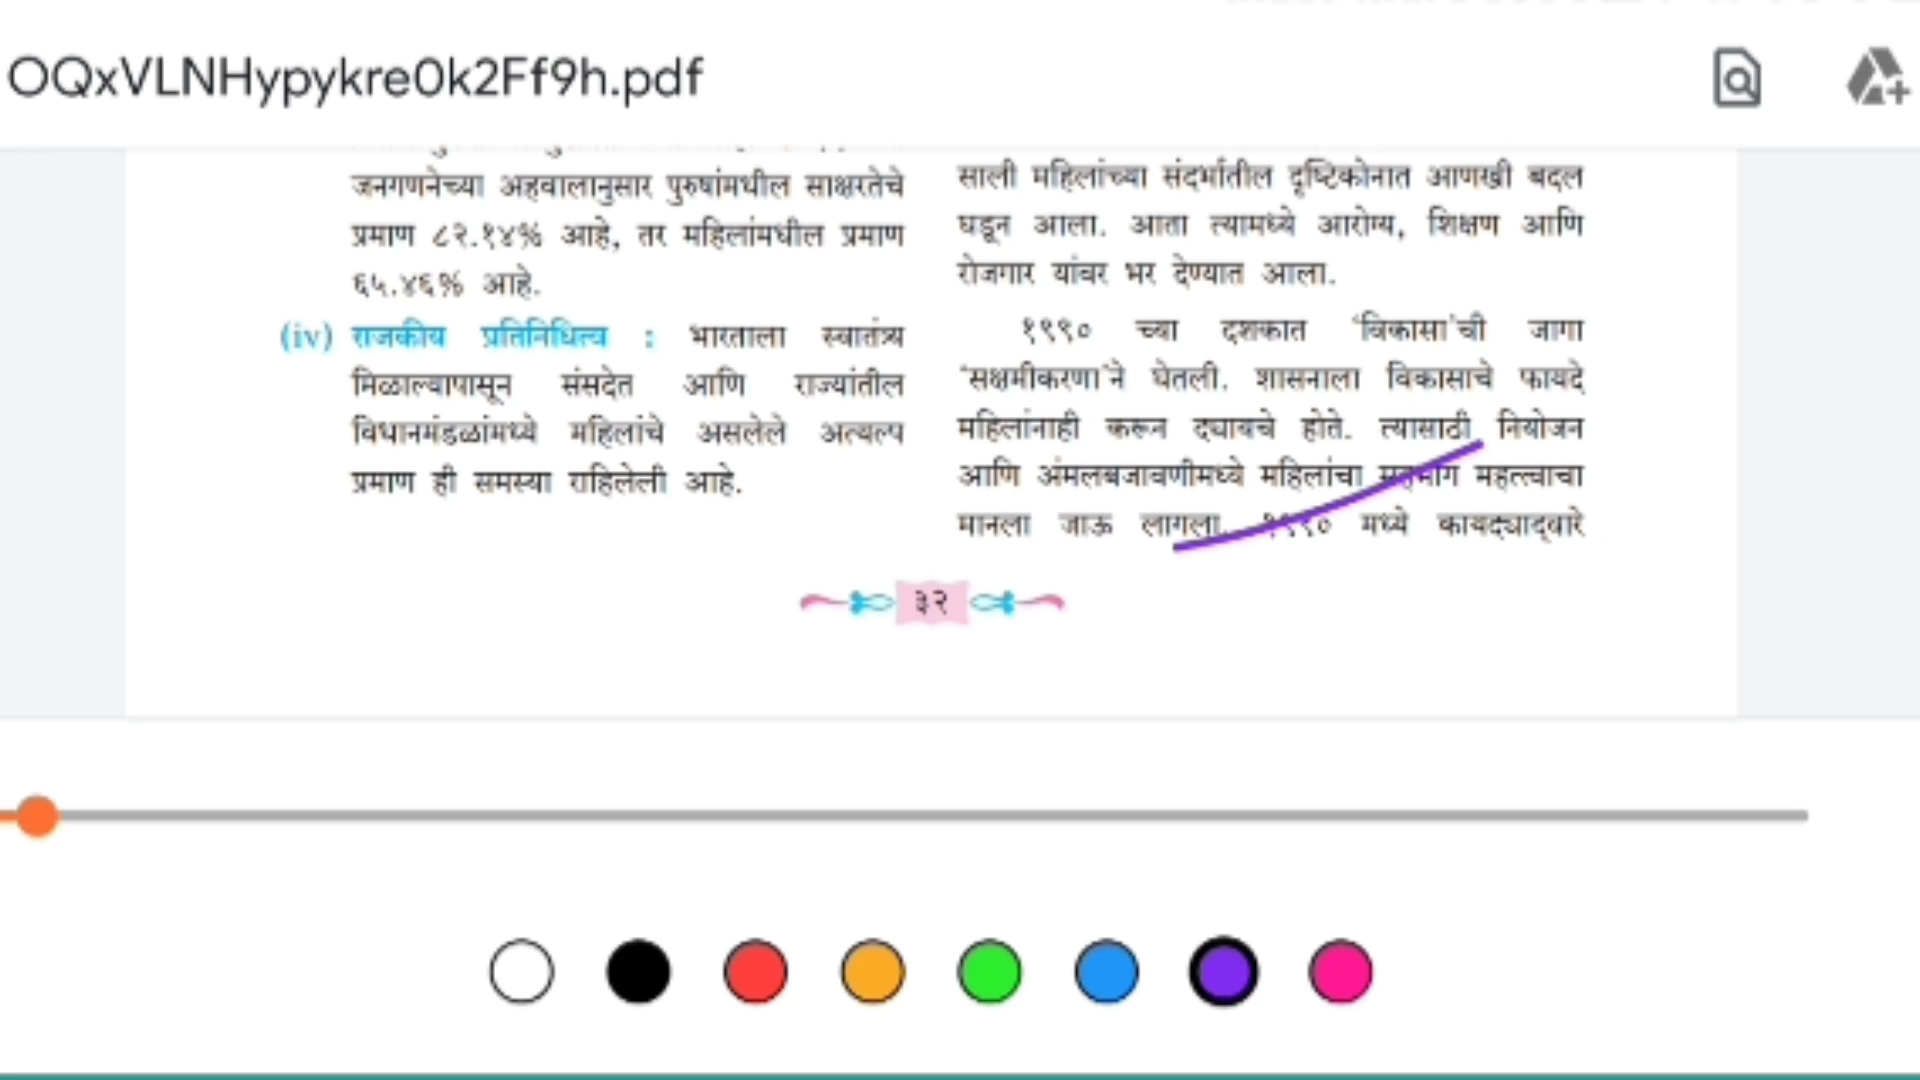 OQxVLNHypykre0k2Ff9h.pdf
जनगणनेच्या अहवालानुसार पुरुषांमधील साक्षरतेचे
प्रमाण ८२.१४% आहे, तर महिलांमधील प्रमाण
६५.४६% आहे.
(iv) राजकीय प्रतिनिधित्व : भारताला स्वातंत्र्य
मिळाल्यापासून संसदेत आणि राज्यांतील
विधानमंडळांमध्ये महिलांचे असलेले अत्यल्प
प्रमाण ही समस्या राहिलेली आहे.
साली महिलांच्या संदर्भातील दृष्टिकोनात आणखी बदल
घडून आला. आता त्यामध्ये आरोग्य, शिक्षण आणि
रोजगार यांवर भर देण्यात आला.
१९९० च्या दशकात 'विकासा'ची जागा
'सक्षमीकरणा'ने घेतली. शासनाला विकासाचे फायदे
महिलांनाही करून द्यायचे होते. त्यासाठी नियोजन
आणि अंमलबजावणीमध्ये महिलांचा सहभाग महत्त्वाचा
मानला जाऊ लागला. १९९० मध्ये कायद्याद्वारे
३२